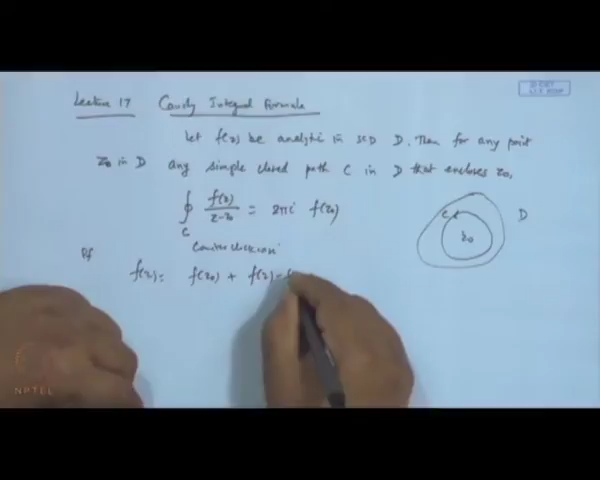 Lecture 17 Cauchy Integral Formula
Let f(z) be analytic in SCD D. Then for any point
z₀ in D any simple closed path C in D that encloses z₀,
∮_C f(z)/(z-z₀) = 2πi f(z₀)
Counterclockwise
C
z₀
D
Pf
f(z) = f(z₀) + f(z) - f
NPTEL